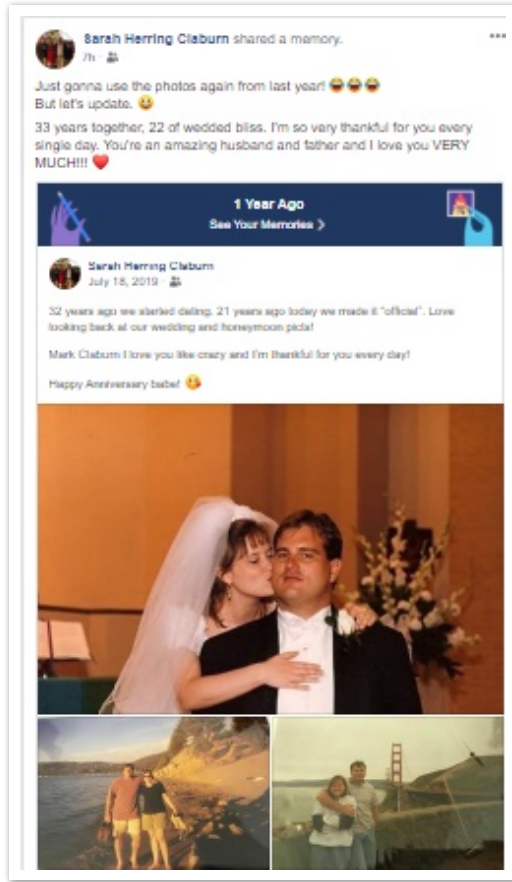 Sarah Herring Claburn shared a memory.
7h
Just gonna use the photos again from last year! 😂😂😂
But let's update. 😃
33 years together, 22 of wedded bliss. I'm so very thankful for you every
single day. You're an amazing husband and father and I love you VERY
MUCH!!! ❤️
1 Year Ago
See Your Memories >
Sarah Herring Claburn
July 18, 2019 ·
32 years ago we started dating. 21 years ago today we made it "official". Love
looking back at our wedding and honeymoon picts!
Mark Claburn I love you like crazy and I'm thankful for you every day!
Happy Anniversary babe! 😘